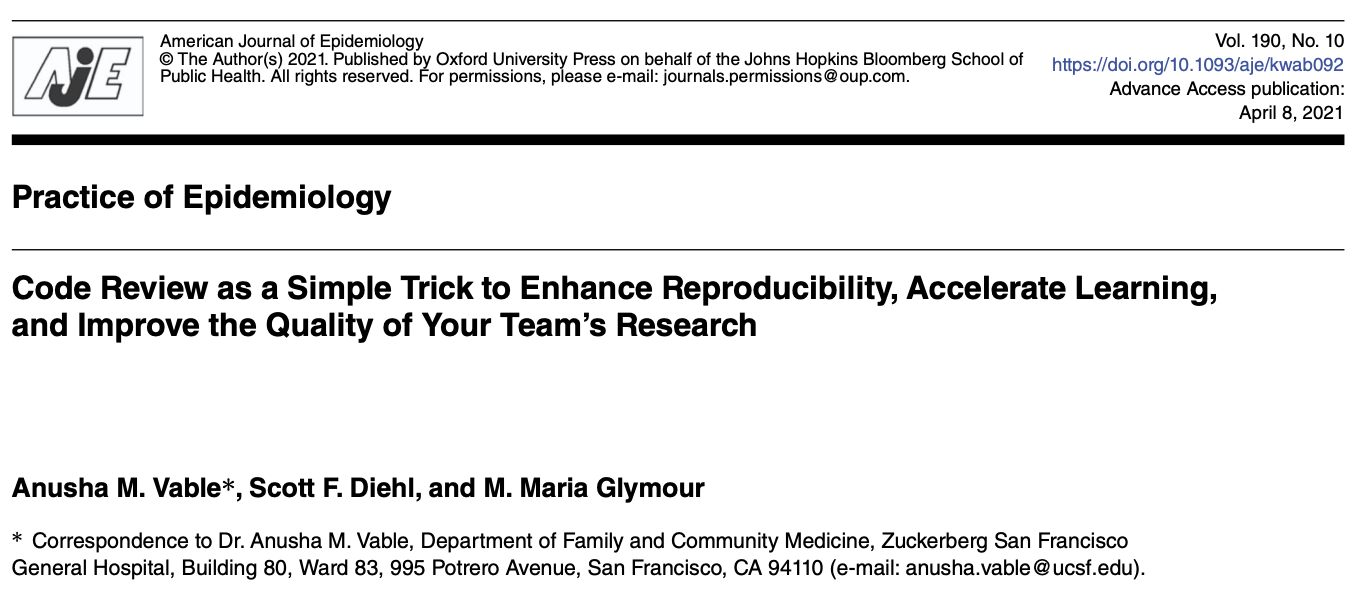 AJE
American Journal of Epidemiology
© The Author(s) 2021. Published by Oxford University Press on behalf of the Johns Hopkins Bloomberg School of
Public Health. All rights reserved. For permissions, please e-mail: journals.permissions@oup.com.
Vol. 190, No. 10
https://doi.org/10.1093/aje/kwab092
Advance Access publication:
April 8, 2021
Practice of Epidemiology
Code Review as a Simple Trick to Enhance Reproducibility, Accelerate Learning,
and Improve the Quality of Your Team’s Research
Anusha M. Vable*, Scott F. Diehl, and M. Maria Glymour
* Correspondence to Dr. Anusha M. Vable, Department of Family and Community Medicine, Zuckerberg San Francisco
General Hospital, Building 80, Ward 83, 995 Potrero Avenue, San Francisco, CA 94110 (e-mail: anusha.vable@ucsf.edu).